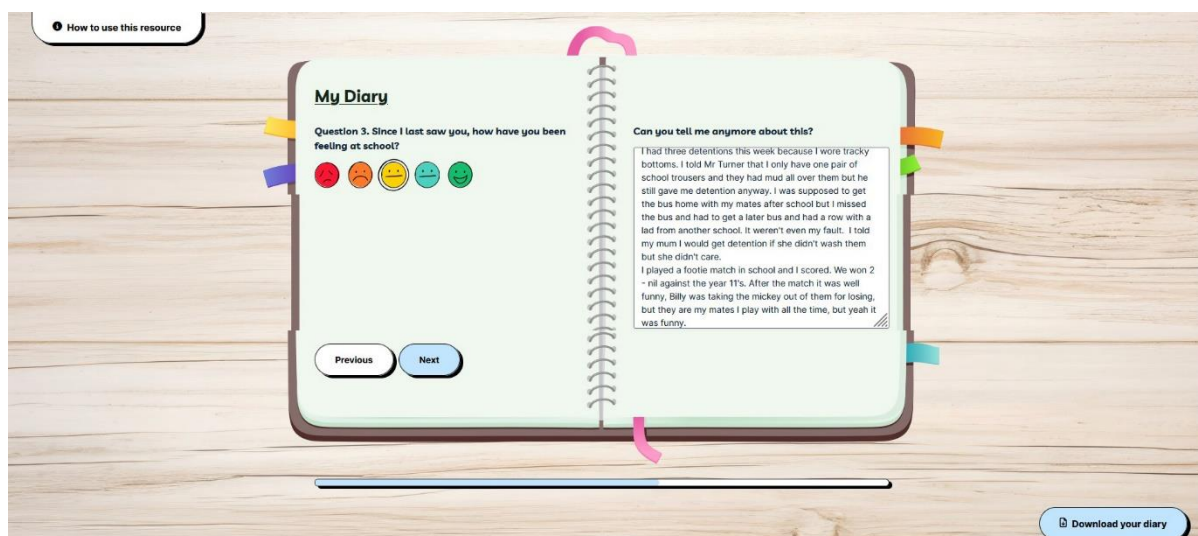 How to use this resource
My Diary
Question 3. Since I last saw you, how have you been
feeling at school?
Previous
Next
Can you tell me anymore about this?
I had three detentions this week because I wore tracky
bottoms. I told Mr Turner that I only have one pair of
school trousers and they had mud all over them but he
still gave me detention anyway. I was supposed to get
the bus home with my mates after school but I missed
the bus and had to get a later bus and had a row with a
lad from another school. It weren't even my fault.  I told
my mum I would get detention if she didn't wash them
but she didn't care.
I played a footie match in school and I scored. We won 2
- nil against the year 11's. After the match it was well
funny, Billy was taking the mickey out of them for losing,
but they are my mates I play with all the time, but yeah it
was funny.
Download your diary